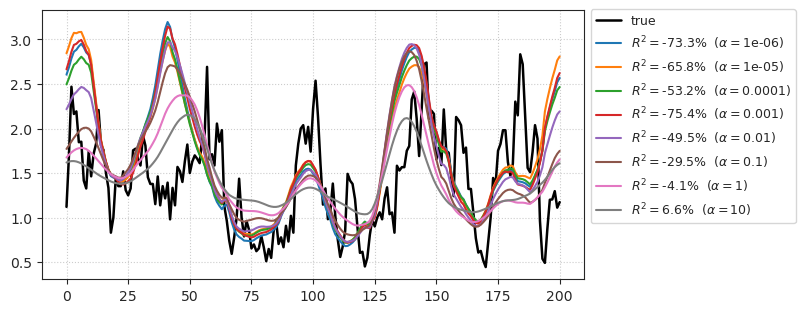 3.0
2.5
2.0
1.5
1.0
0.5
0 25 50 75 100 125 150 175 200
true
R² = -73.3% (α = 1e-06)
R² = -65.8% (α = 1e-05)
R² = -53.2% (α = 0.0001)
R² = -75.4% (α = 0.001)
R² = -49.5% (α = 0.01)
R² = -29.5% (α = 0.1)
R² = -4.1% (α = 1)
R² = 6.6% (α = 10)